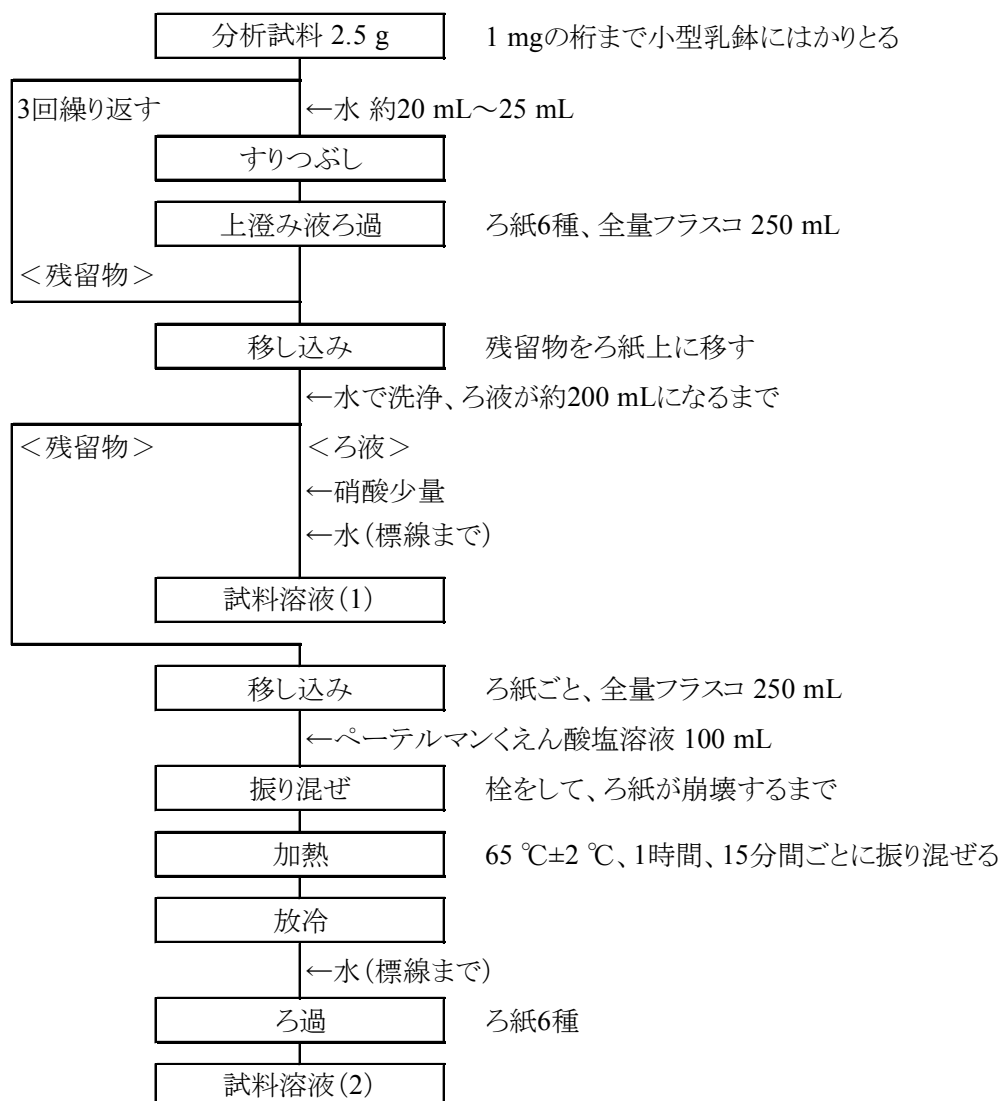 分析試料 2.5 g 1 mgの桁まで小型乳鉢にはかりとる
3回繰り返す ←水 約20 mL～25 mL
すりつぶし
上澄み液ろ過 ろ紙6種、全量フラスコ 250 mL
＜残留物＞
移し込み 残留物をろ紙上に移す
←水で洗浄、ろ液が約200 mLになるまで
＜残留物＞ ＜ろ液＞
←硝酸少量
←水（標線まで）
試料溶液（1）
移し込み ろ紙ごと、全量フラスコ 250 mL
←ペーテルマンくえん酸塩溶液 100 mL
振り混ぜ 栓をして、ろ紙が崩壊するまで
加熱 65 ℃±2 ℃、1時間、15分間ごとに振り混ぜる
放冷
←水（標線まで）
ろ過 ろ紙6種
試料溶液（2）